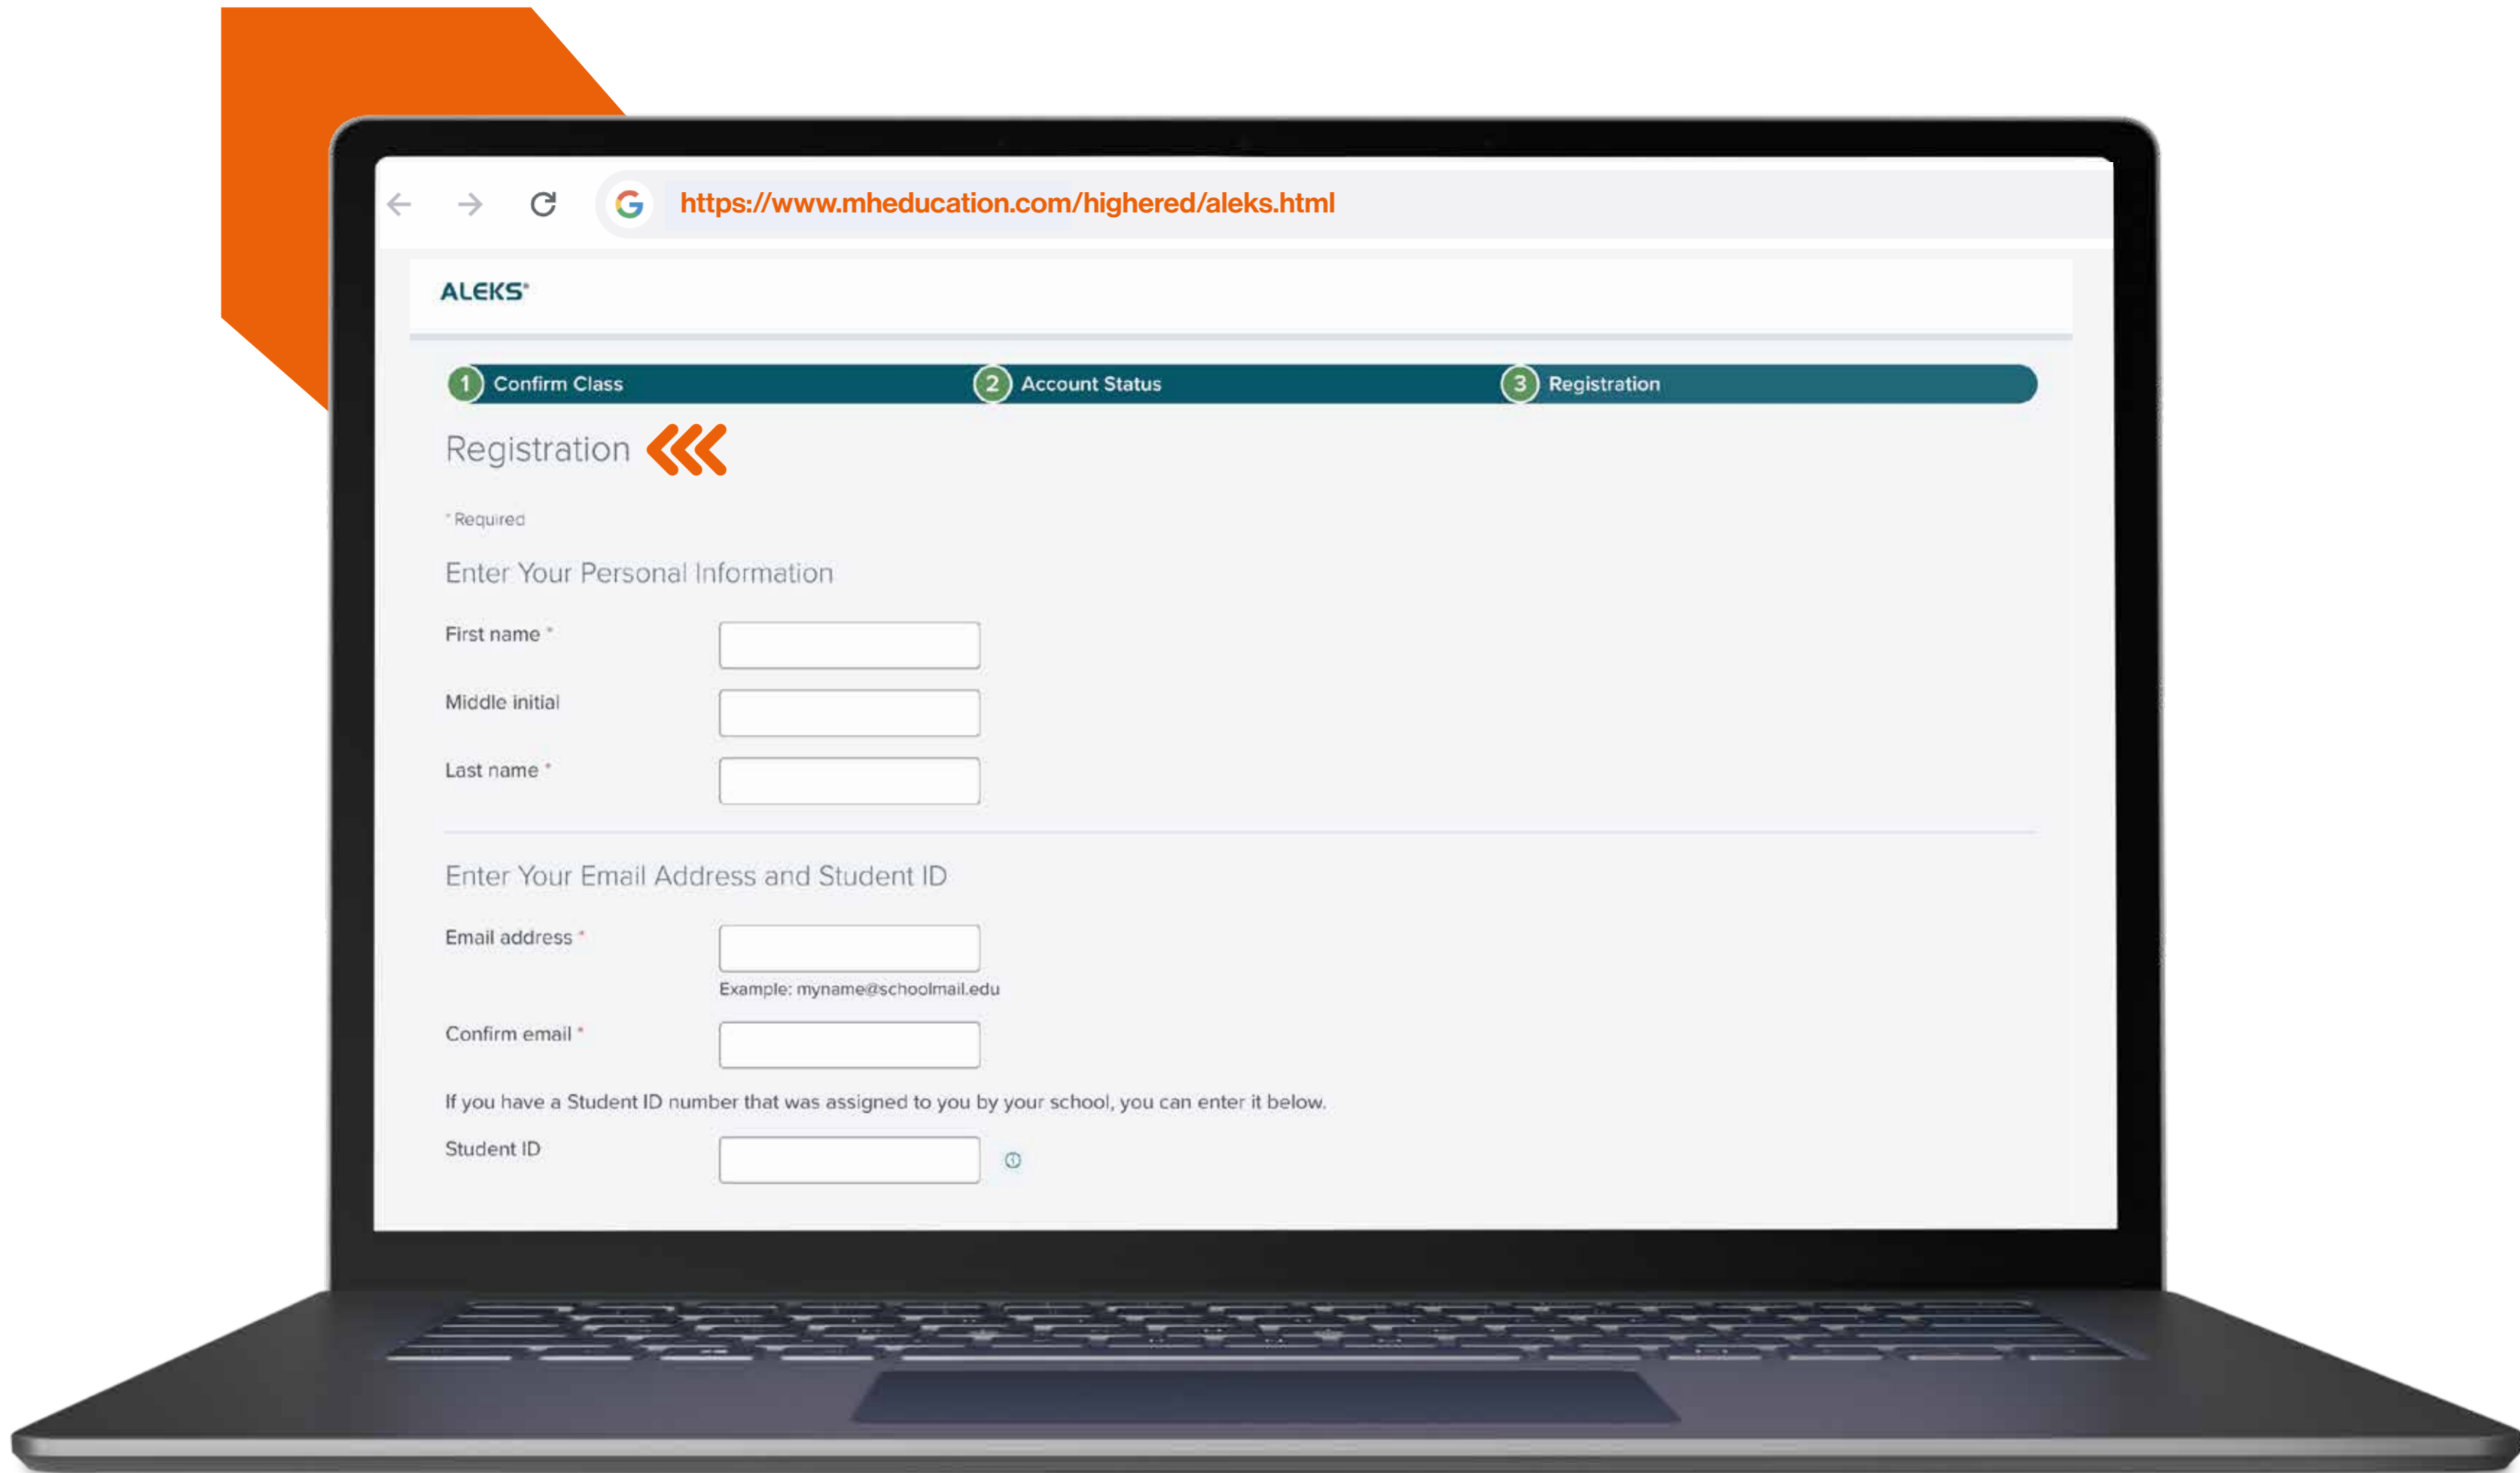 https://www.mheducation.com/highered/aleks.html
ALEKS®
1 Confirm Class 2 Account Status 3 Registration
Registration
* Required
Enter Your Personal Information
First name *
Middle initial
Last name *
Enter Your Email Address and Student ID
Email address *
Example: myname@schoolmail.edu
Confirm email *
If you have a Student ID number that was assigned to you by your school, you can enter it below.
Student ID